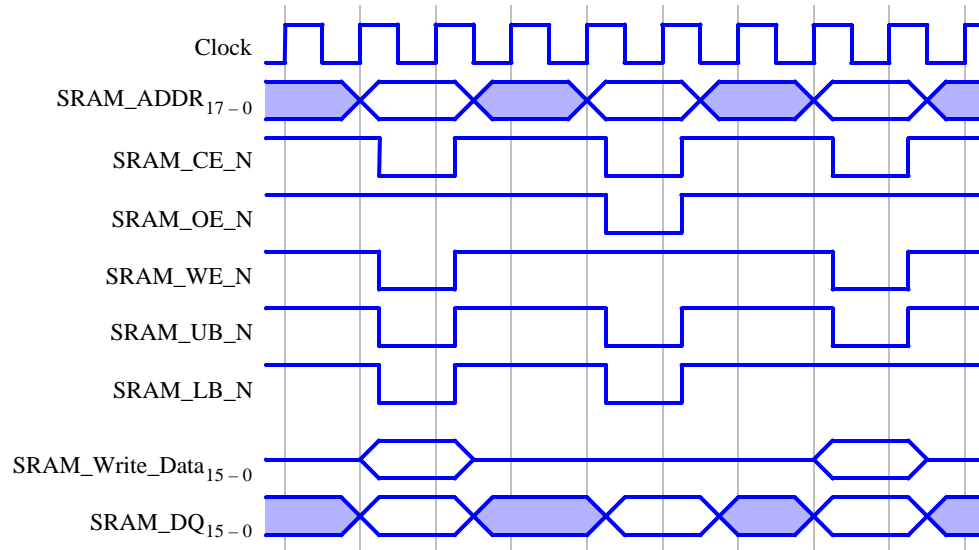 Clock
SRAM_ADDR17 – 0
SRAM_CE_N
SRAM_OE_N
SRAM_WE_N
SRAM_UB_N
SRAM_LB_N
SRAM_Write_Data15 – 0
SRAM_DQ15 – 0